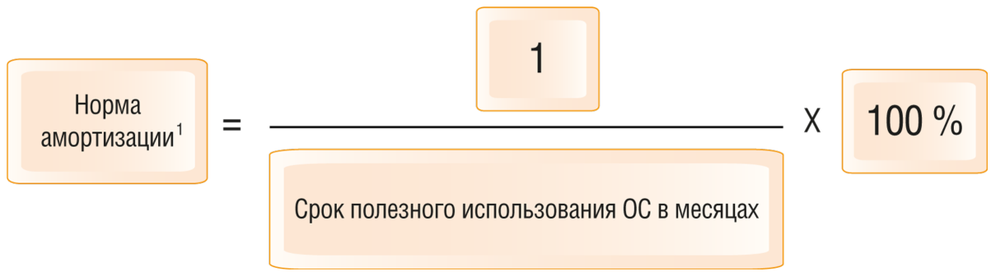 1
Норма
амортизации¹
=
X
100 %
Срок полезного использования ОС в месяцах